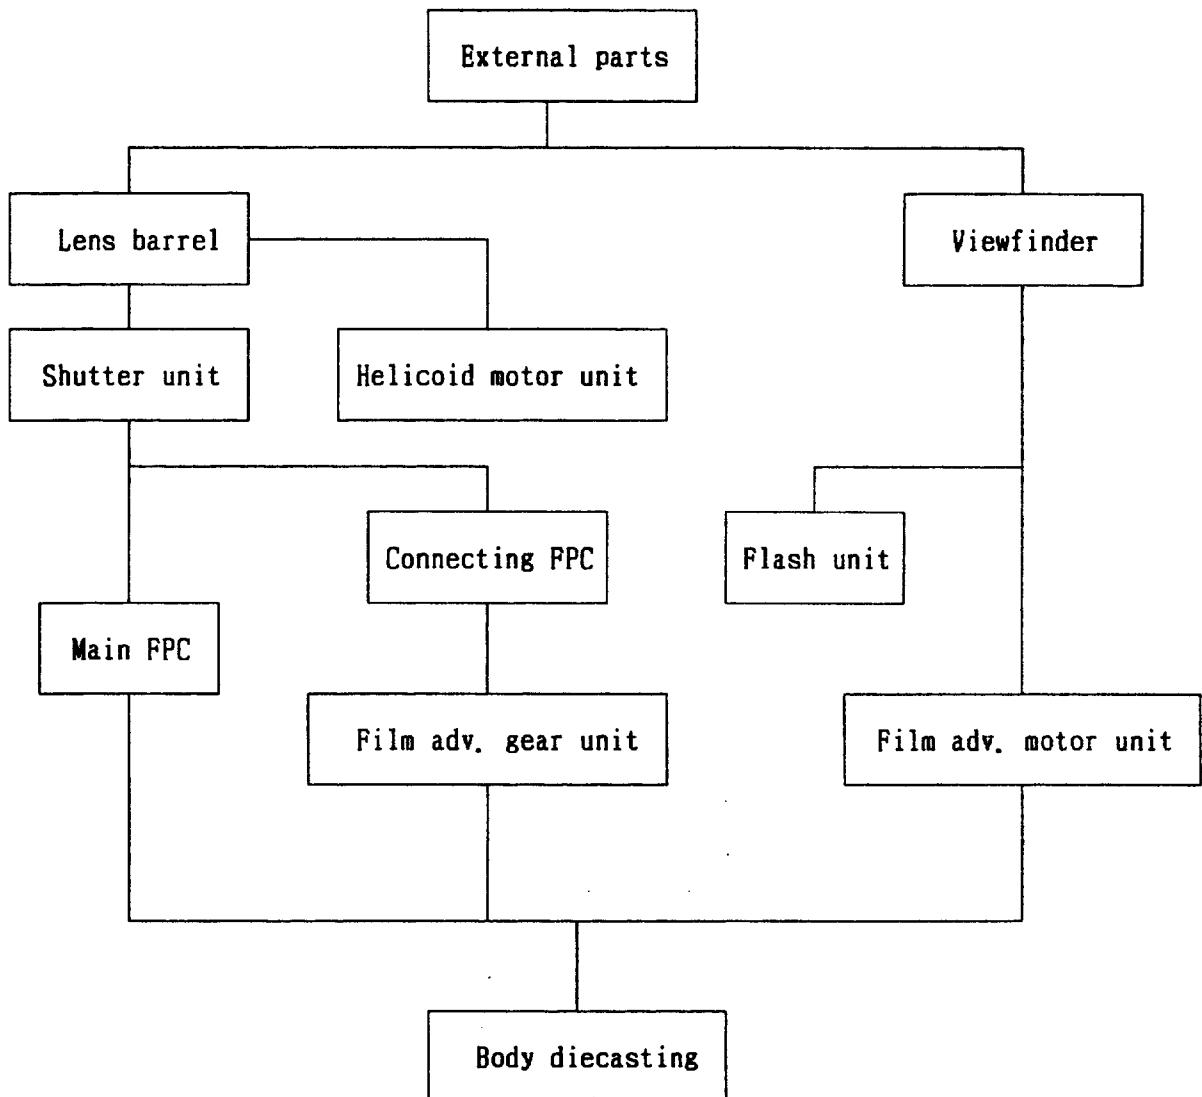 External parts
Lens barrel
Viewfinder
Shutter unit
Helicoid motor unit
Connecting FPC
Flash unit
Main FPC
Film adv. gear unit
Film adv. motor unit
Body diecasting